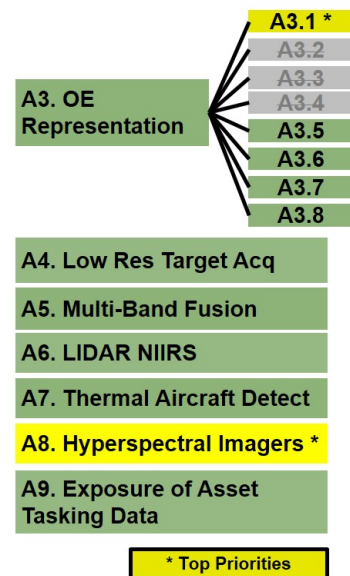 A3.1 *
A3.2
A3.3
A3.4
A3. OE
Representation
A3.5
A3.6
A3.7
A3.8
A4. Low Res Target Acq
A5. Multi-Band Fusion
A6. LIDAR NIIRS
A7. Thermal Aircraft Detect
A8. Hyperspectral Imagers *
A9. Exposure of Asset
Tasking Data
* Top Priorities